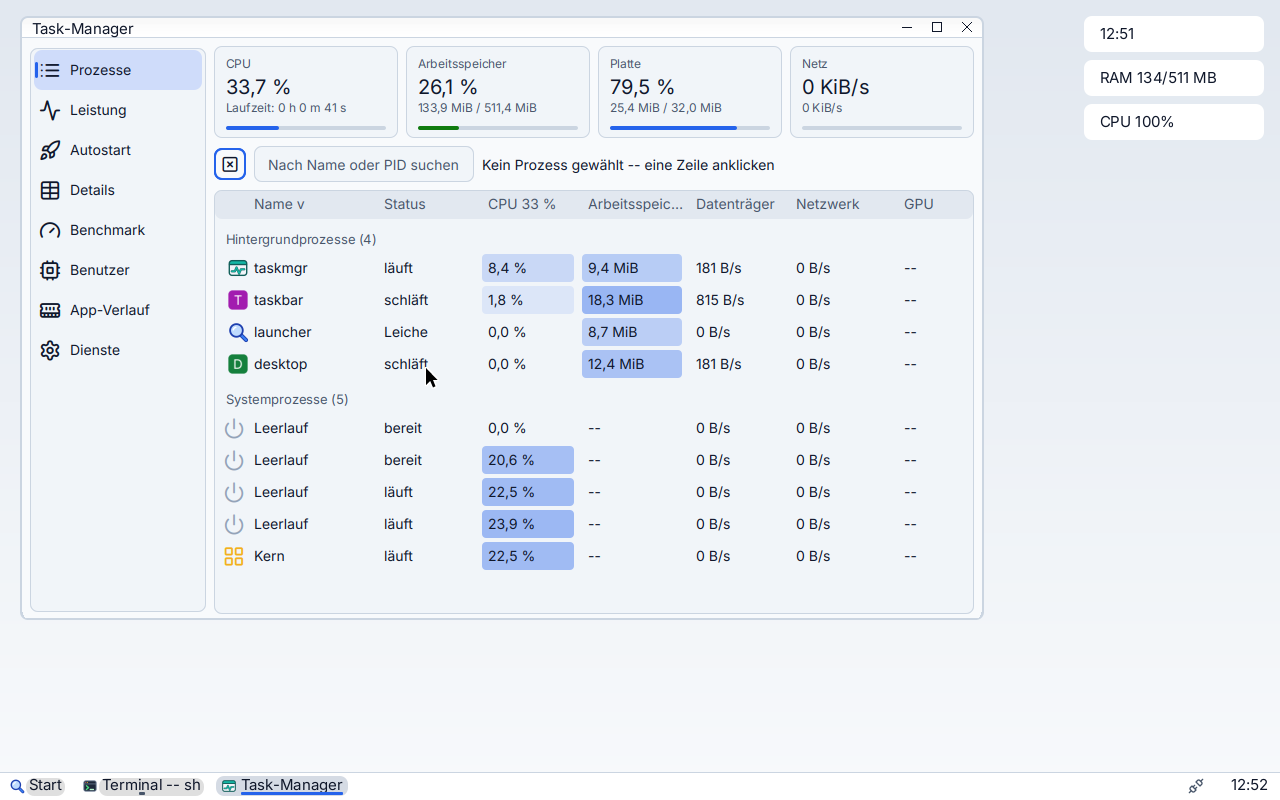 Task-Manager
Prozesse
Leistung
Autostart
Details
Benchmark
Benutzer
App-Verlauf
Dienste
CPU
33,7 %
Laufzeit: 0 h 0 m 41 s
Arbeitsspeicher
26,1 %
133,9 MiB / 511,4 MiB
Platte
79,5 %
25,4 MiB / 32,0 MiB
Netz
0 KiB/s
0 KiB/s
Nach Name oder PID suchen Kein Prozess gewählt -- eine Zeile anklicken
Name v Status CPU 33 % Arbeitsspeic... Datenträger Netzwerk GPU
Hintergrundprozesse (4)
taskmgr läuft 8,4 % 9,4 MiB 181 B/s 0 B/s --
T taskbar schläft 1,8 % 18,3 MiB 815 B/s 0 B/s --
launcher Leiche 0,0 % 8,7 MiB 0 B/s 0 B/s --
D desktop schläft 0,0 % 12,4 MiB 181 B/s 0 B/s --
Systemprozesse (5)
Leerlauf bereit 0,0 % -- 0 B/s 0 B/s --
Leerlauf bereit 20,6 % -- 0 B/s 0 B/s --
Leerlauf läuft 22,5 % -- 0 B/s 0 B/s --
Leerlauf läuft 23,9 % -- 0 B/s 0 B/s --
Kern läuft 22,5 % -- 0 B/s 0 B/s --
12:51
RAM 134/511 MB
CPU 100%
Start Terminal -- sh Task-Manager 12:52